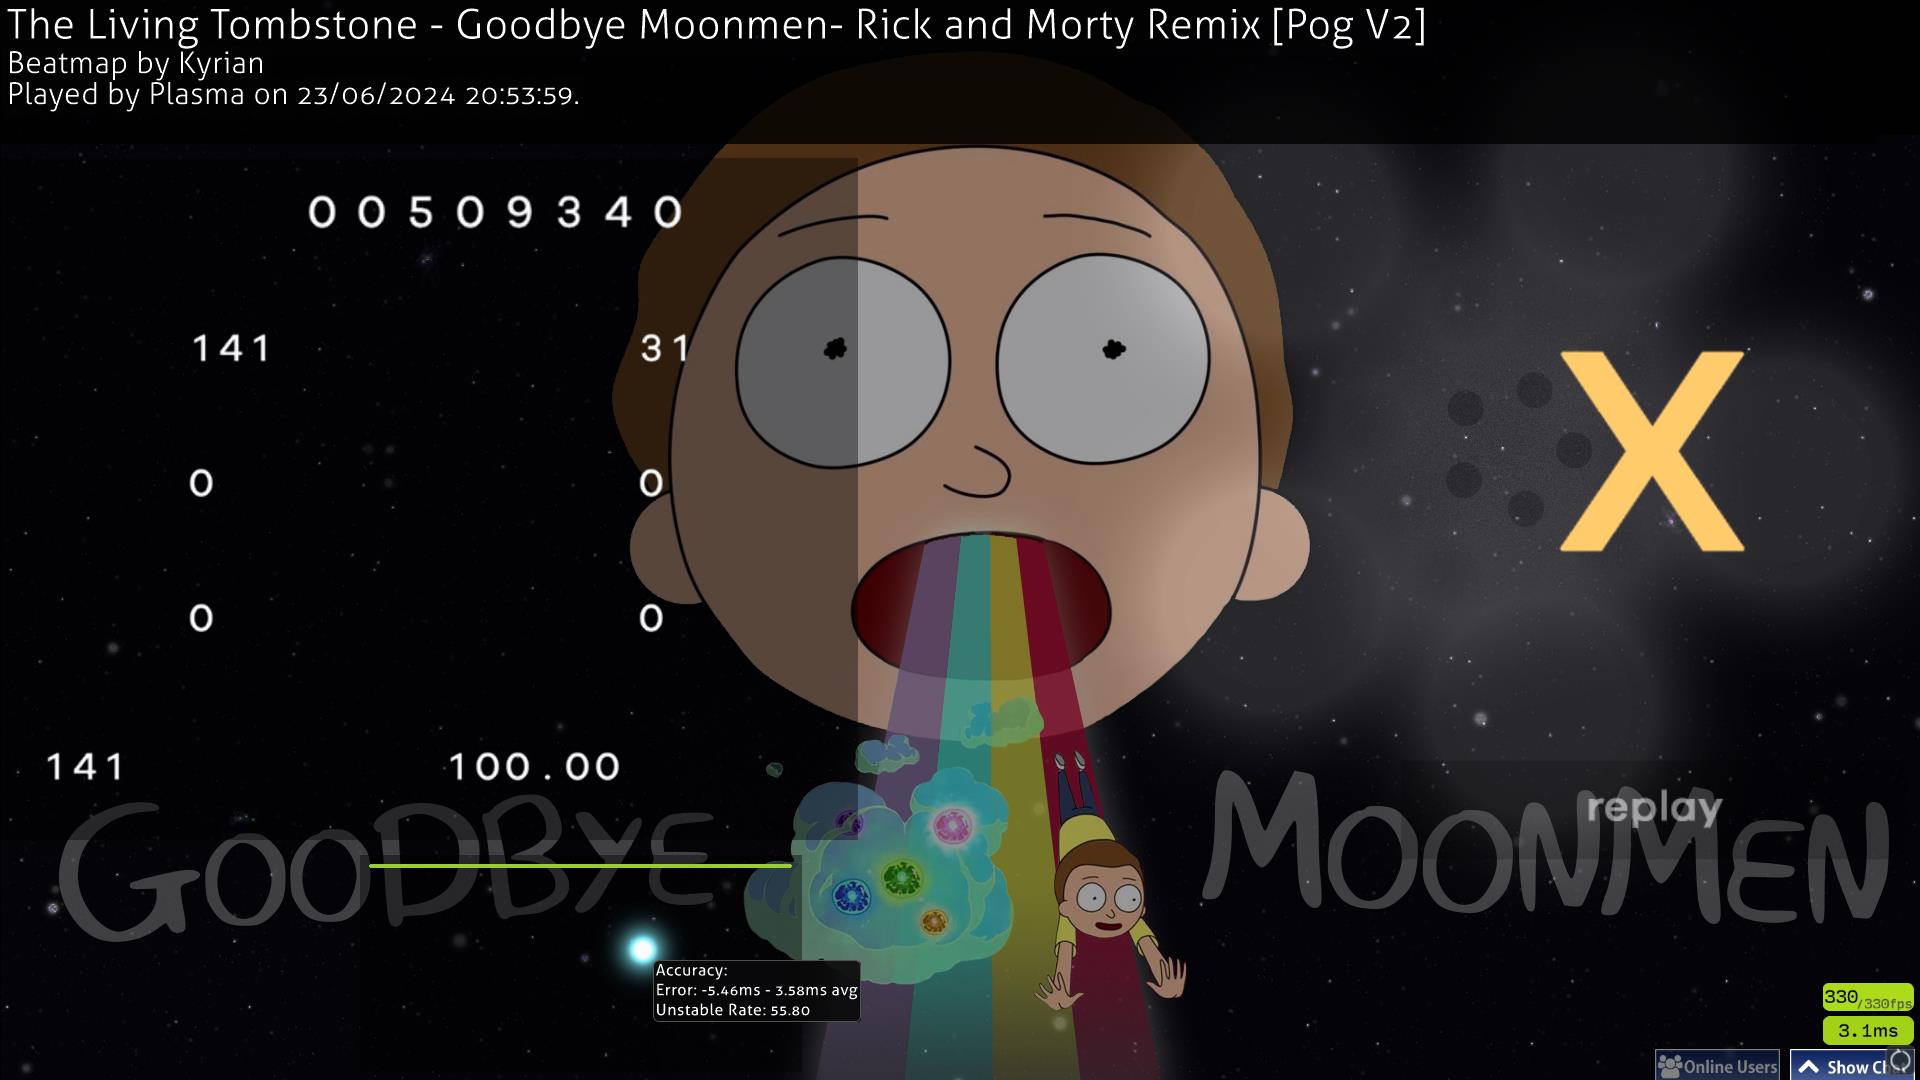 The Living Tombstone - Goodbye Moonmen- Rick and Morty Remix [Pog V2]
Beatmap by Kyrian
Played by Plasma on 23/06/2024 20:53:59.
00509340
141 31
0 0
0 0
X
141 100.00
replay
GOODBYE MOONMEN
Accuracy:
Error: -5.46ms - 3.58ms avg
Unstable Rate: 55.80
330/330fps
3.1ms
Online Users Show